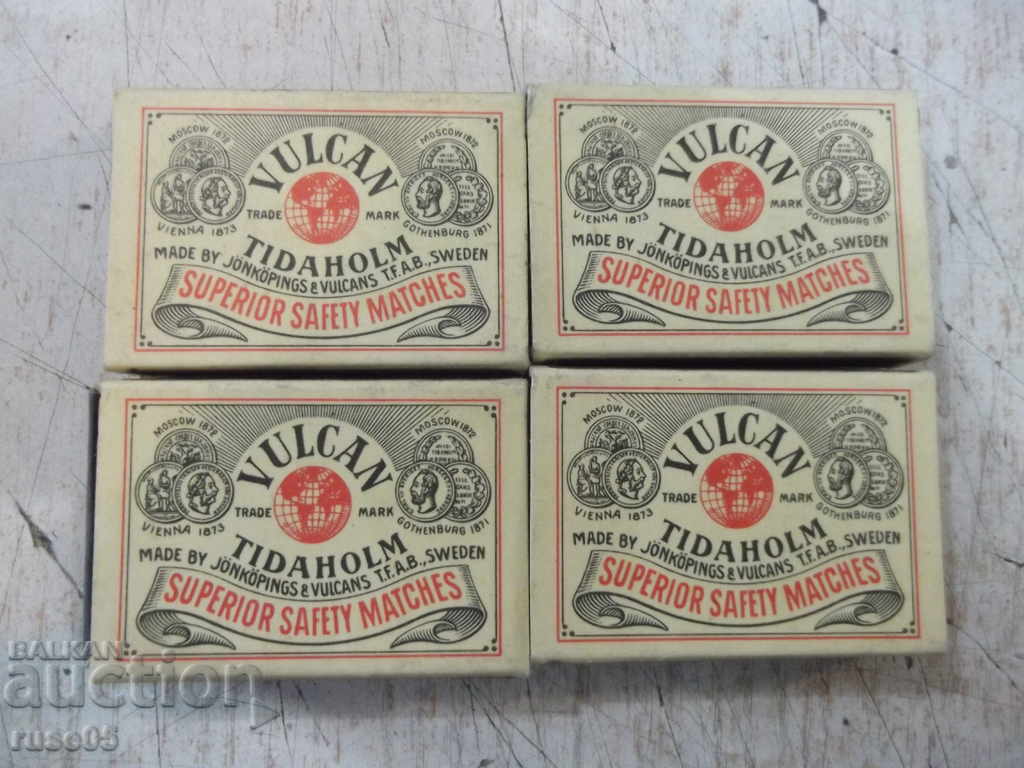 MOSCOW 1872 MOSCOW 1872
VULCAN
TRADE MARK
VIENNA 1873 GOTHENBURG 1871
TIDAHOLM
MADE BY JÖNKÖPINGS & VULCANS T.F.A.B., SWEDEN
SUPERIOR SAFETY MATCHES
MOSCOW 1872 MOSCOW 1872
VULCAN
TRADE MARK
VIENNA 1873 GOTHENBURG 1871
TIDAHOLM
MADE BY JÖNKÖPINGS & VULCANS T.F.A.B., SWEDEN
SUPERIOR SAFETY MATCHES
MOSCOW 1872 MOSCOW 1872
VULCAN
TRADE MARK
VIENNA 1873 GOTHENBURG 1871
TIDAHOLM
MADE BY JÖNKÖPINGS & VULCANS T.F.A.B., SWEDEN
SUPERIOR SAFETY MATCHES
MOSCOW 1872 MOSCOW 1872
VULCAN
TRADE MARK
VIENNA 1873 GOTHENBURG 1871
TIDAHOLM
MADE BY JÖNKÖPINGS & VULCANS T.F.A.B., SWEDEN
SUPERIOR SAFETY MATCHES
BALKAN
auction
ruse05